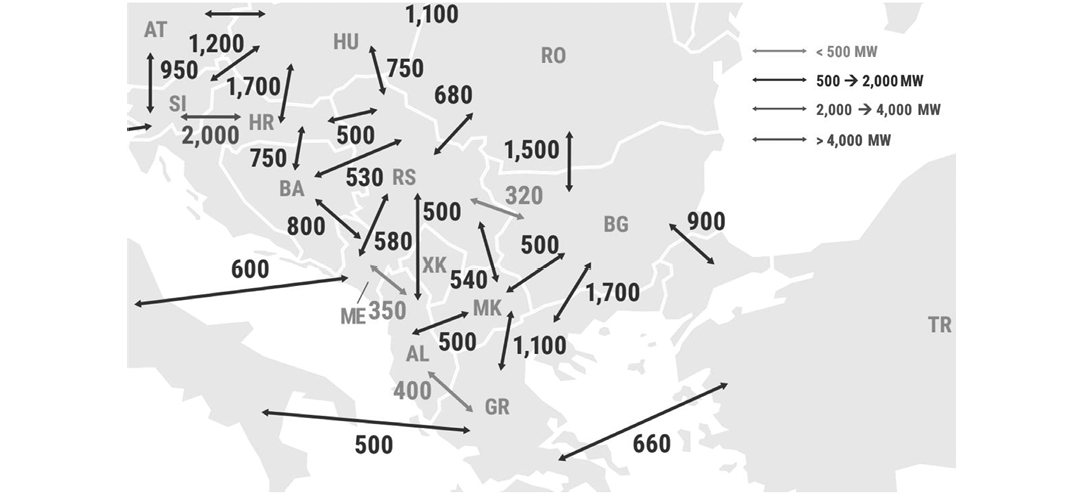 1,100
AT
1,200
HU
RO
< 500 MW
950
750
500 → 2,000 MW
1,700
680
SI
2,000 → 4,000 MW
HR
2,000
500
1,500
> 4,000 MW
750
530
RS
BA
320
500
800
BG
900
580
500
XK
600
540
1,700
ME
350
MK
TR
500
1,100
AL
400
GR
500
660